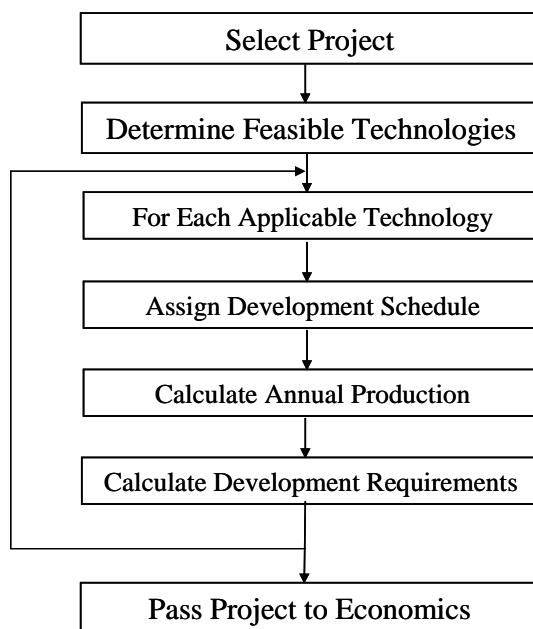 Select Project
Determine Feasible Technologies
For Each Applicable Technology
Assign Development Schedule
Calculate Annual Production
Calculate Development Requirements
Pass Project to Economics